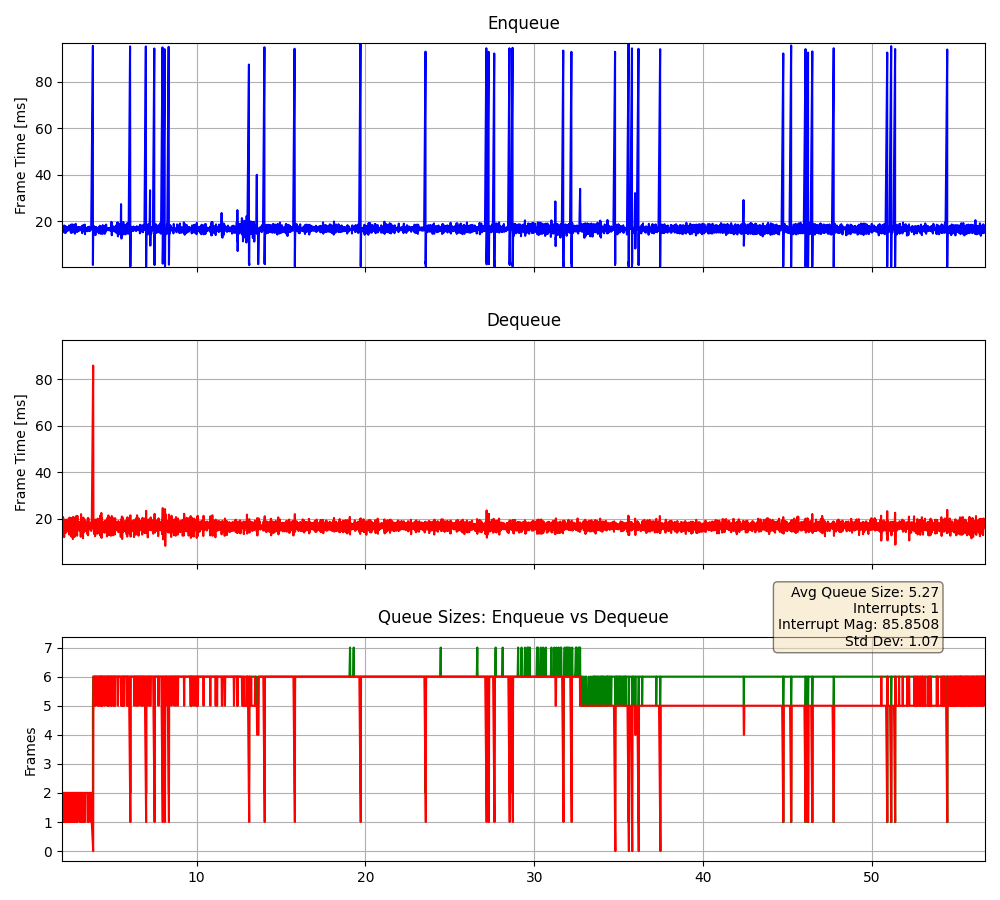 Enqueue
Frame Time [ms]
80
60
40
20
Dequeue
Frame Time [ms]
80
60
40
20
Avg Queue Size: 5.27
Interrupts: 1
Interrupt Mag: 85.8508
Std Dev: 1.07
Queue Sizes: Enqueue vs Dequeue
Frames
7
6
5
4
3
2
1
0
10 20 30 40 50